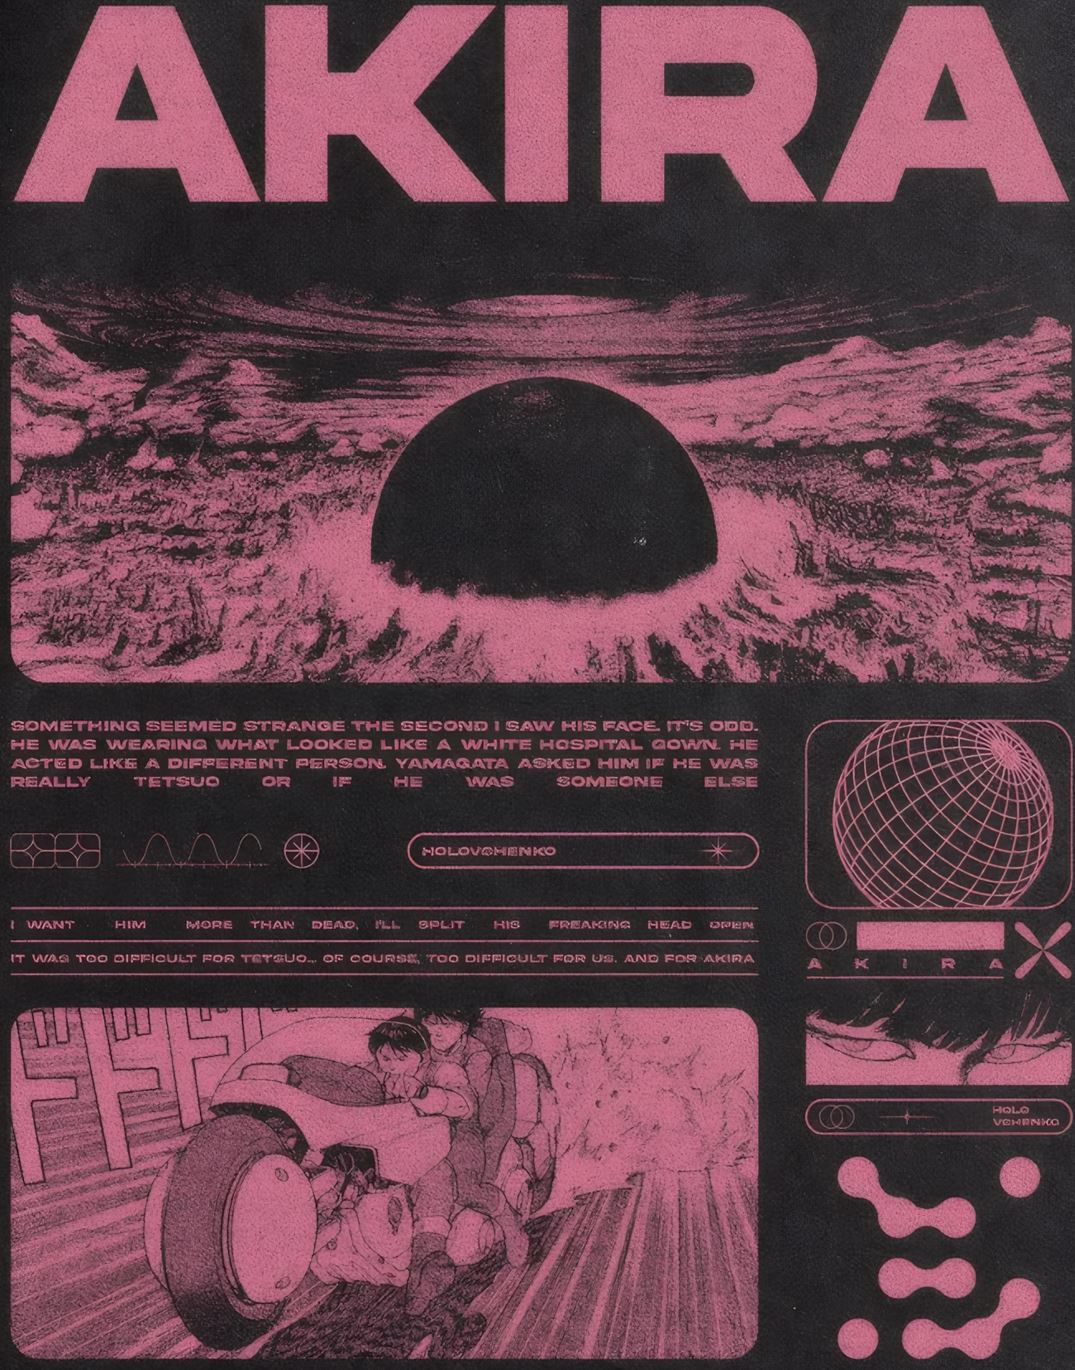 AKIRA
SOMETHING SEEMED STRANGE THE SECOND I SAW HIS FACE. IT'S ODD.
HE WAS WEARING WHAT LOOKED LIKE A WHITE HOSPITAL GOWN. HE
ACTED LIKE A DIFFERENT PERSON. YAMAGATA ASKED HIM IF HE WAS
REALLY TETSUO OR IF HE WAS SOMEONE ELSE
HOLOVCHENKO
I WANT HIM MORE THAN DEAD, I'LL SPLIT HIS FREAKING HEAD OPEN
IT WAS TOO DIFFICULT FOR TETSUO... OF COURSE, TOO DIFFICULT FOR US. AND FOR AKIRA
A K I R A
HOLO
VCHENKO